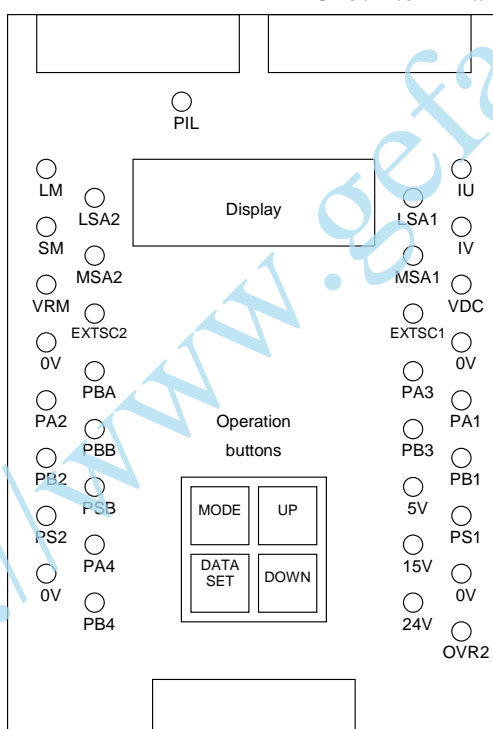 PIL
LM
LSA2
Display
LSA1
IU
SM
MSA2
MSA1
IV
VRM
EXTSC2
EXTSC1
VDC
0V
PBA
PA3
0V
PA2
PBB
Operation
buttons
PB3
PA1
PB2
PSB
MODE
UP
5V
PB1
PS2
PA4
DATA
SET
DOWN
15V
PS1
0V
PB4
24V
0V
OVR2
://www.gefa